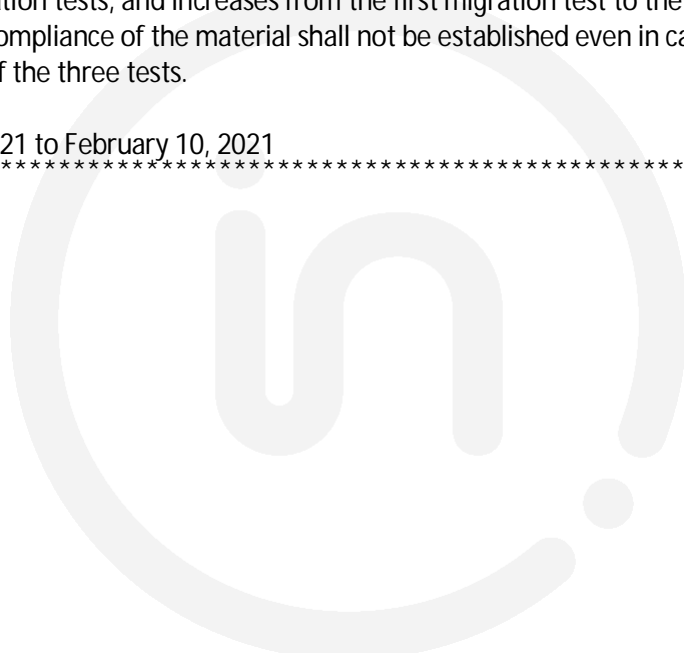 tion tests, and increases from the first migration test to the
ompliance of the material shall not be established even in ca
f the three tests.
21 to February 10, 2021
***********************************************